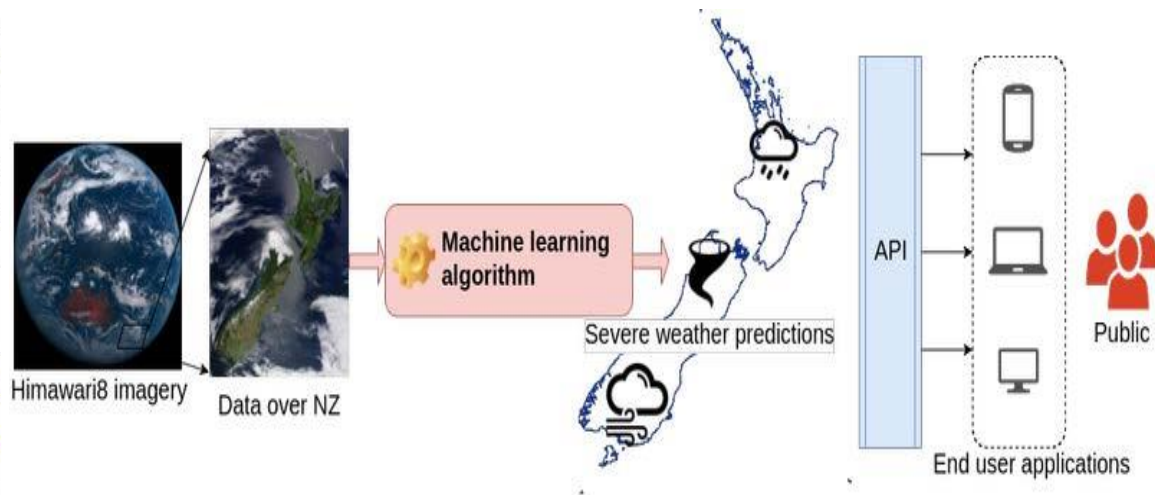 Himawari8 imagery
Data over NZ
Machine learning
algorithm
Severe weather predictions
API
End user applications
Public